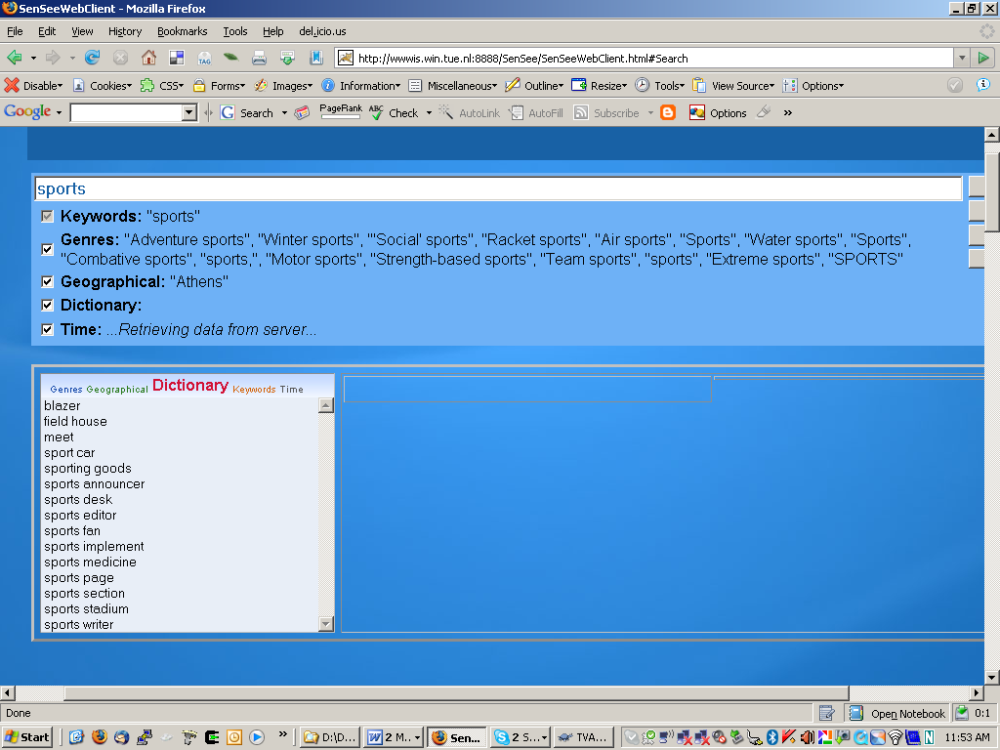 SenSeeWebClient - Mozilla Firefox
File Edit View History Bookmarks Tools Help del.icio.us
TAG http://wwwis.win.tue.nl:8888/SenSee/SenSeeWebClient.html#Search
Disable Cookies CSS Forms Images Information Miscellaneous Outline Resize Tools View Source Options
Google G Search PageRank ABC Check AutoLink AutoFill Subscribe Options »
sports
Keywords: "sports"
Genres: "Adventure sports", "Winter sports", "'Social' sports", "Racket sports", "Air sports", "Sports", "Water sports", "Sports",
"Combative sports", "sports,", "Motor sports", "Strength-based sports", "Team sports", "sports", "Extreme sports", "SPORTS"
Geographical: "Athens"
Dictionary:
Time: ...Retrieving data from server...
Genres Geographical Dictionary Keywords Time
blazer
field house
meet
sport car
sporting goods
sports announcer
sports desk
sports editor
sports fan
sports implement
sports medicine
sports page
sports section
sports stadium
sports writer
Done Open Notebook 0:1
Start » D:\D... 2 M... Sen... 2 S... TVA... 11:53 AM